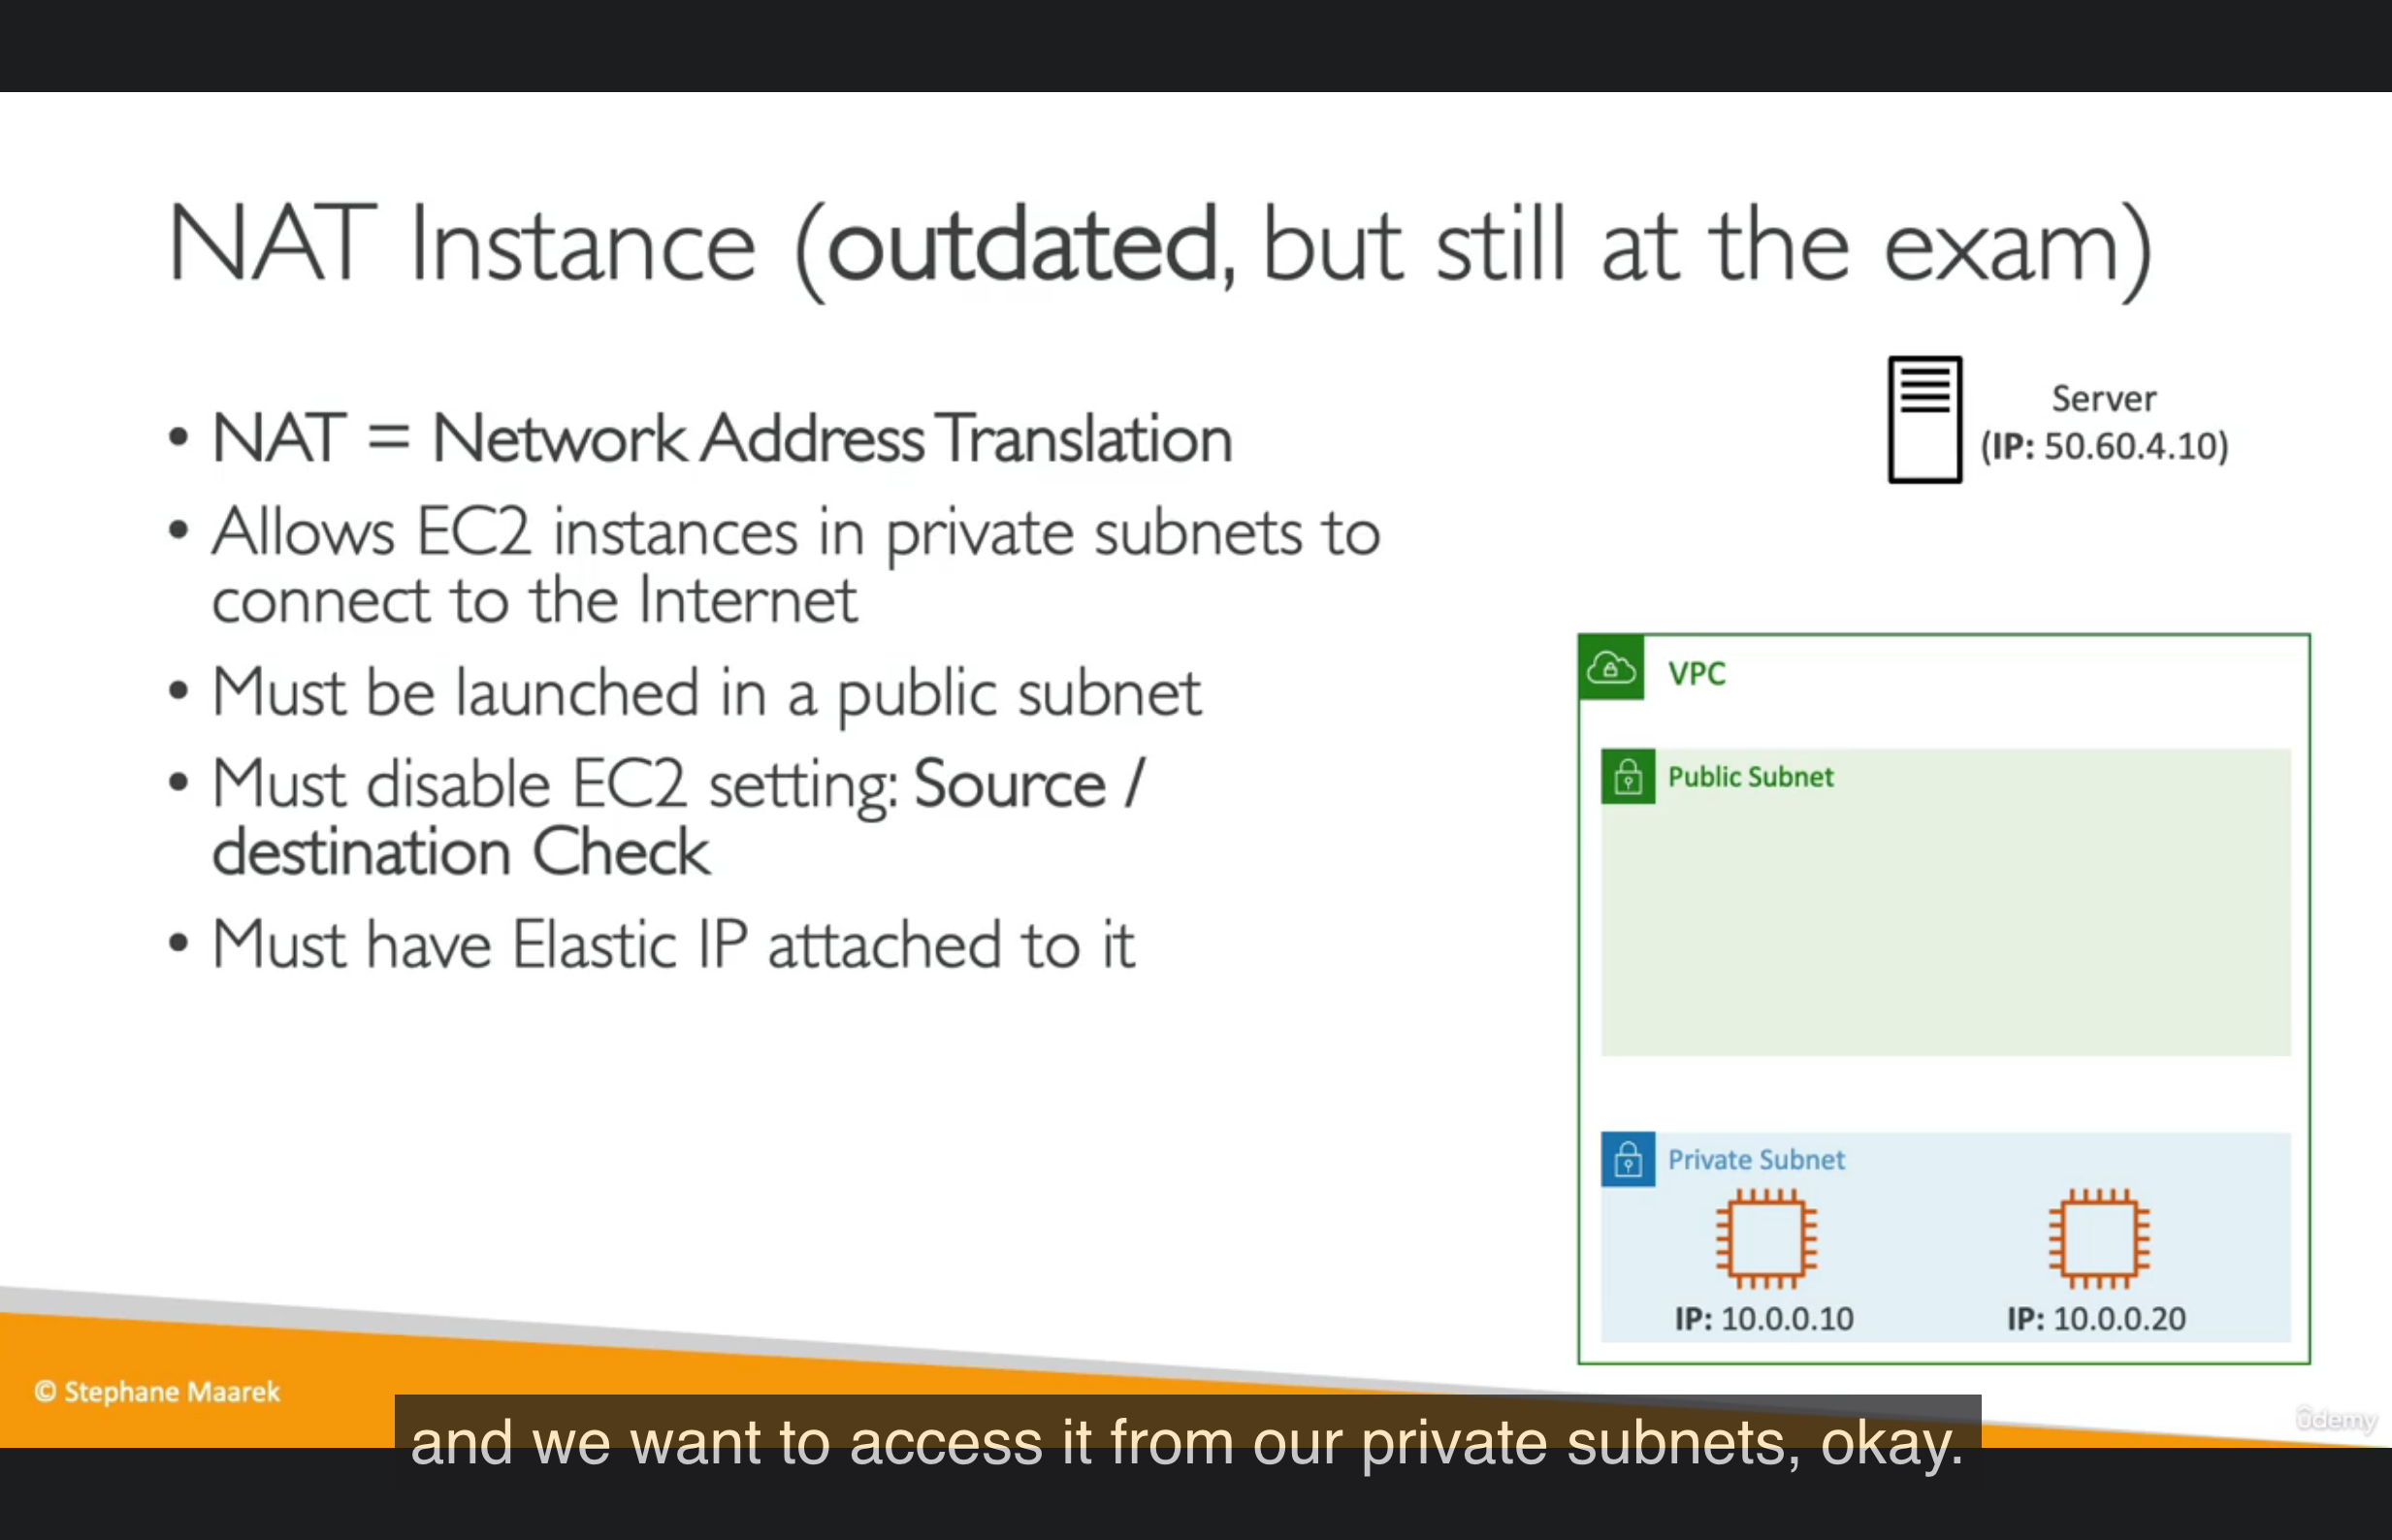 NAT Instance (outdated, but still at the exam)
• NAT = Network Address Translation
• Allows EC2 instances in private subnets to
connect to the Internet
• Must be launched in a public subnet
• Must disable EC2 setting: Source /
destination Check
• Must have Elastic IP attached to it
Server
(IP: 50.60.4.10)
VPC
Public Subnet
Private Subnet
IP: 10.0.0.10
IP: 10.0.0.20
© Stephane Maarek
ûdemy
and we want to access it from our private subnets, okay.